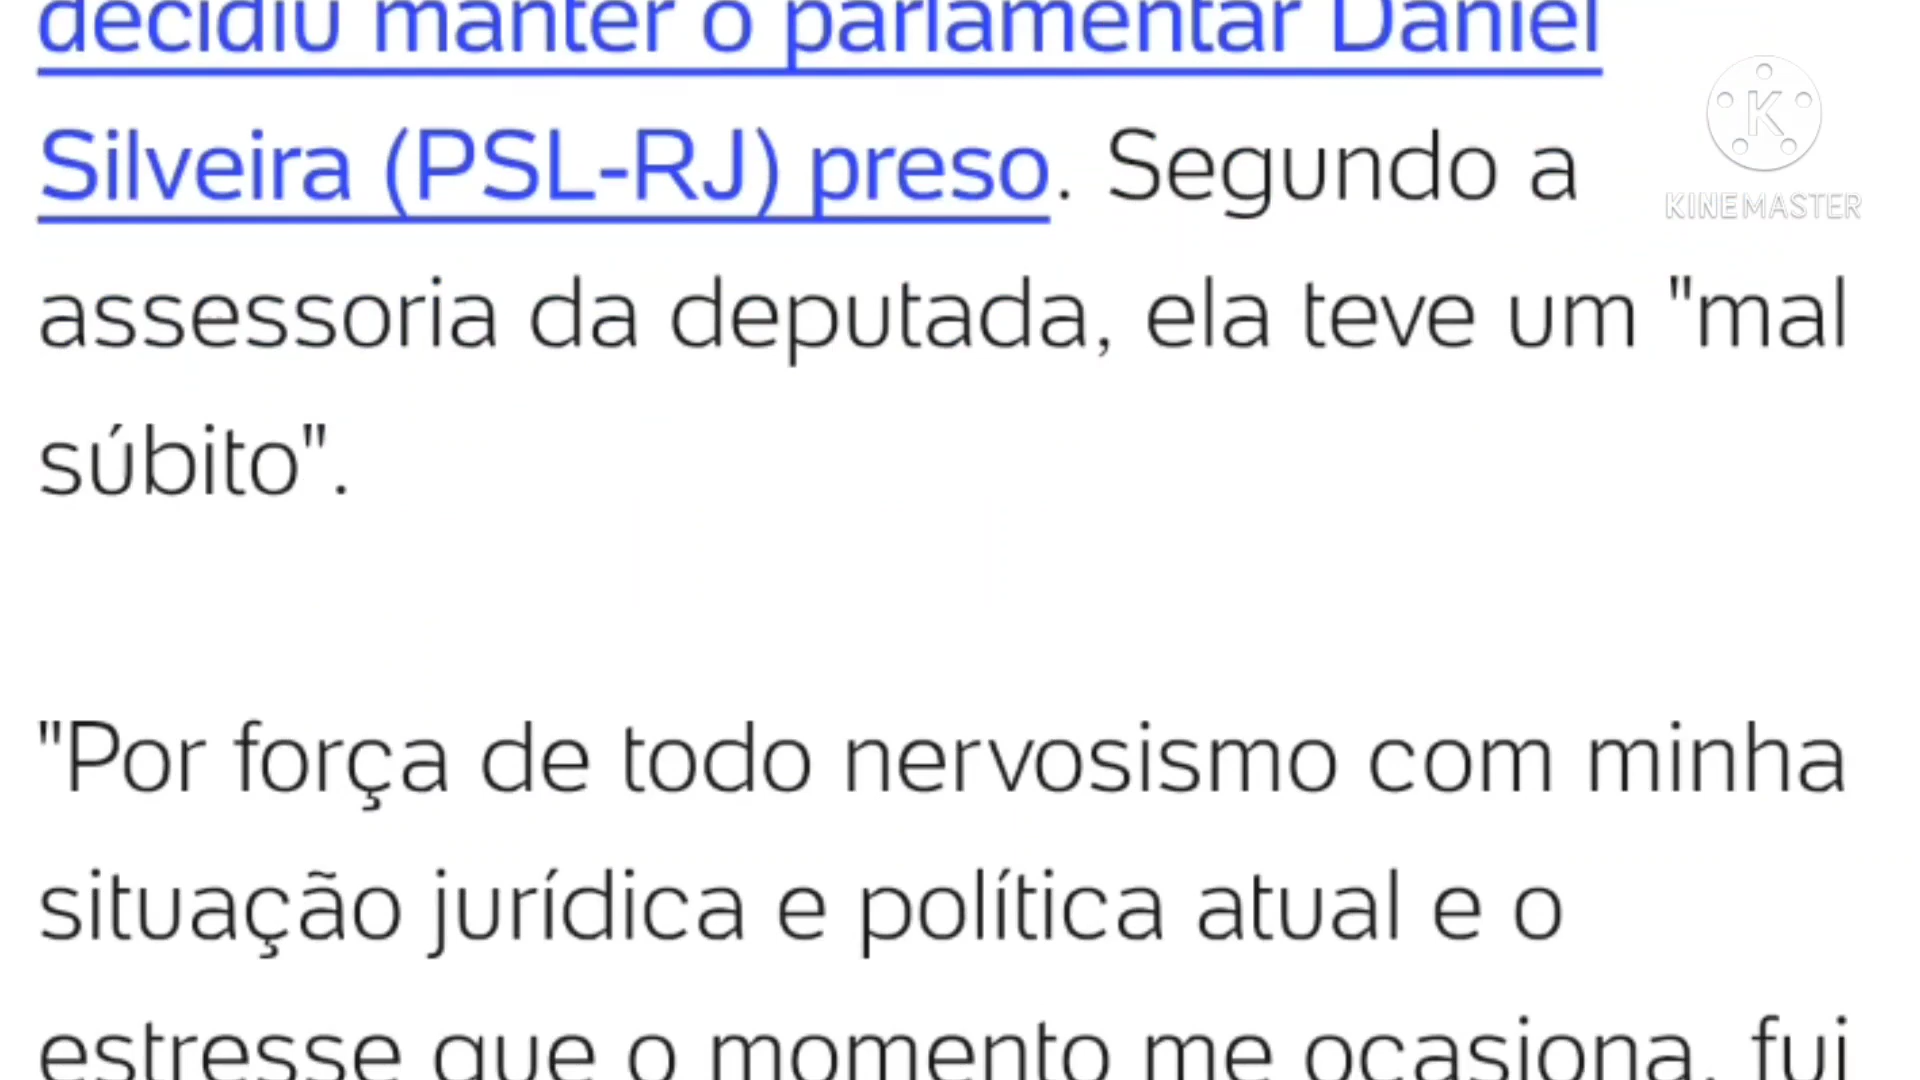 decidiu manter o parlamentar Daniel
Silveira (PSL-RJ) preso. Segundo a
assessoria da deputada, ela teve um "mal
súbito".
"Por força de todo nervosismo com minha
situação jurídica e política atual e o
estresse que o momento me ocasiona, fui
K
KINEMASTER